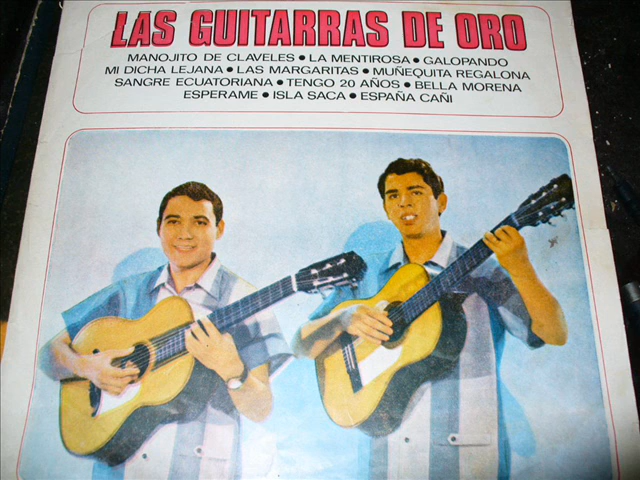 LAS GUITARRAS DE ORO
MANOJITO DE CLAVELES • LA MENTIROSA • GALOPANDO
MI DICHA LEJANA • LAS MARGARITAS • MUÑEQUITA REGALONA
SANGRE ECUATORIANA • TENGO 20 AÑOS • BELLA MORENA
ESPERAME • ISLA SACA • ESPAÑA CAÑI